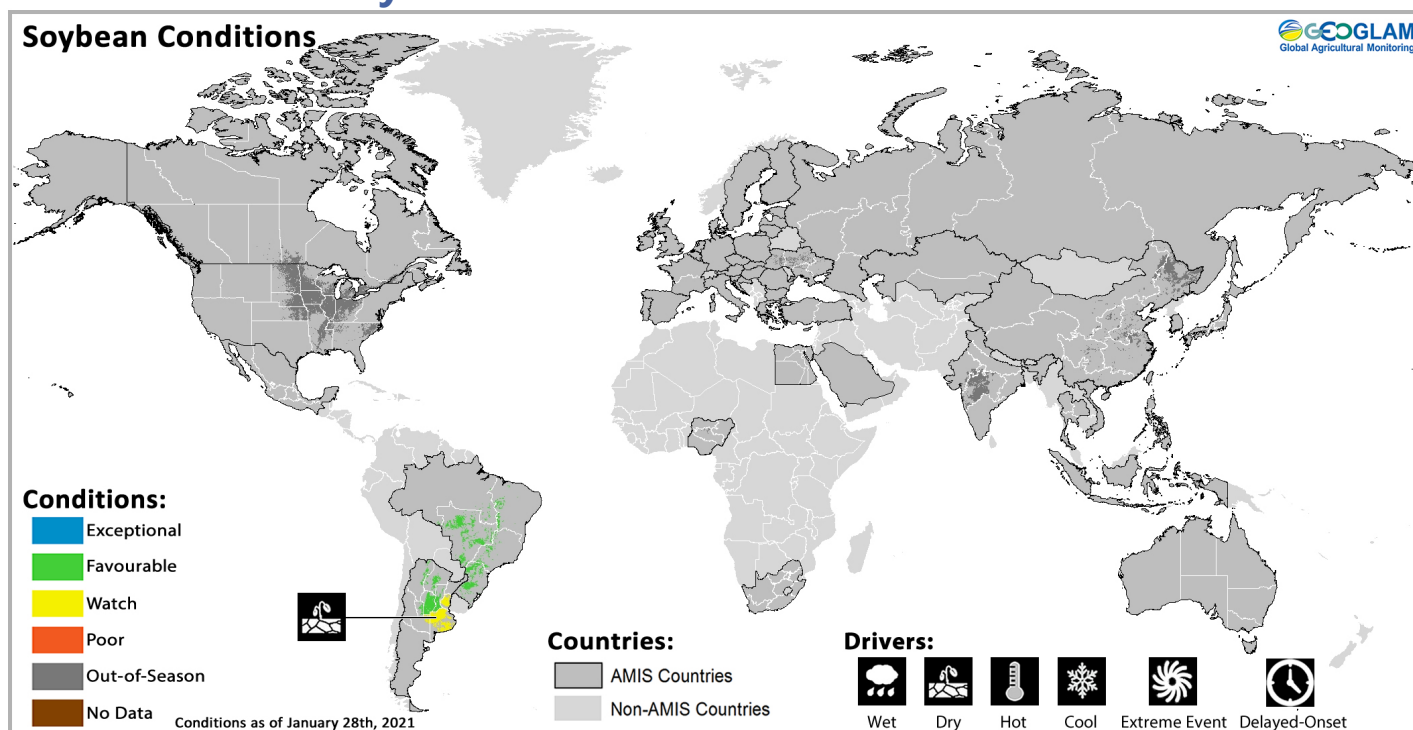 Soybean Conditions
GEOGLAM
Global Agricultural Monitoring
Conditions:
Exceptional
Favourable
Watch
Poor
Out-of-Season
No Data
Conditions as of January 28th, 2021
Countries:
AMIS Countries
Non-AMIS Countries
Drivers:
Wet
Dry
Hot
Cool
Extreme Event
Delayed-Onset